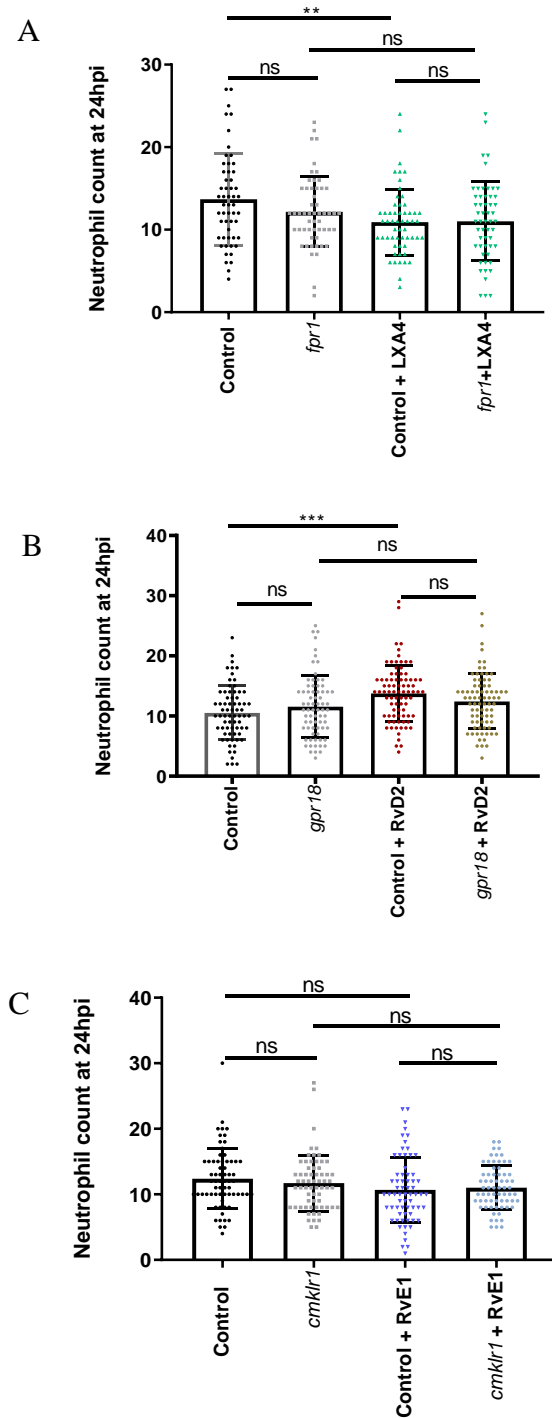 A
**
ns
ns
ns
Neutrophil count at 24hpi
30
20
10
0
Control
fpr1
Control + LXA4
fpr1+LXA4
B
***
ns
ns
ns
Neutrophil count at 24hpi
40
30
20
10
0
Control
gpr18
Control + RvD2
gpr18 + RvD2
C
ns
ns
ns
ns
Neutrophil count at 24hpi
40
30
20
10
0
Control
cmklr1
Control + RvE1
cmklr1 + RvE1